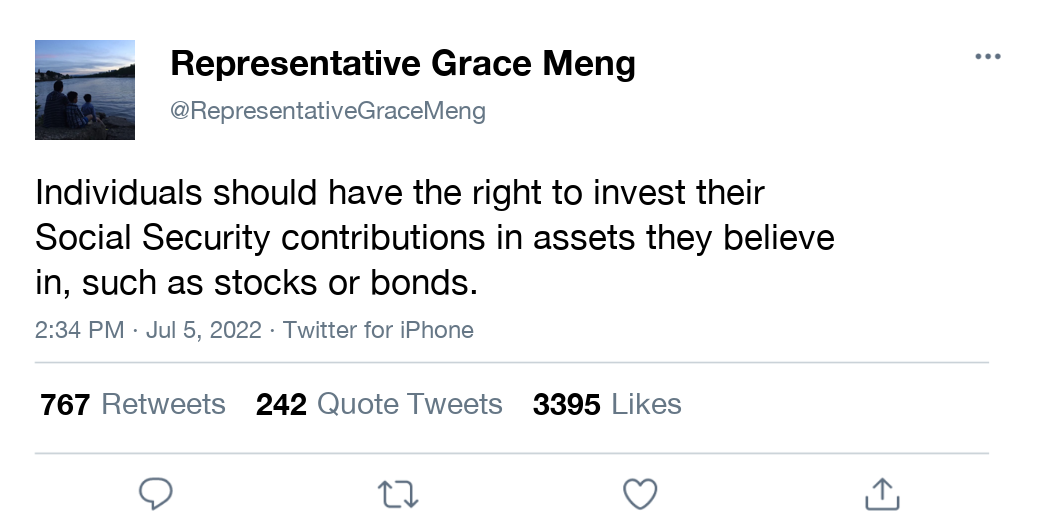 Representative Grace Meng
@RepresentativeGraceMeng
Individuals should have the right to invest their
Social Security contributions in assets they believe
in, such as stocks or bonds.
2:34 PM · Jul 5, 2022 · Twitter for iPhone
767 Retweets 242 Quote Tweets 3395 Likes